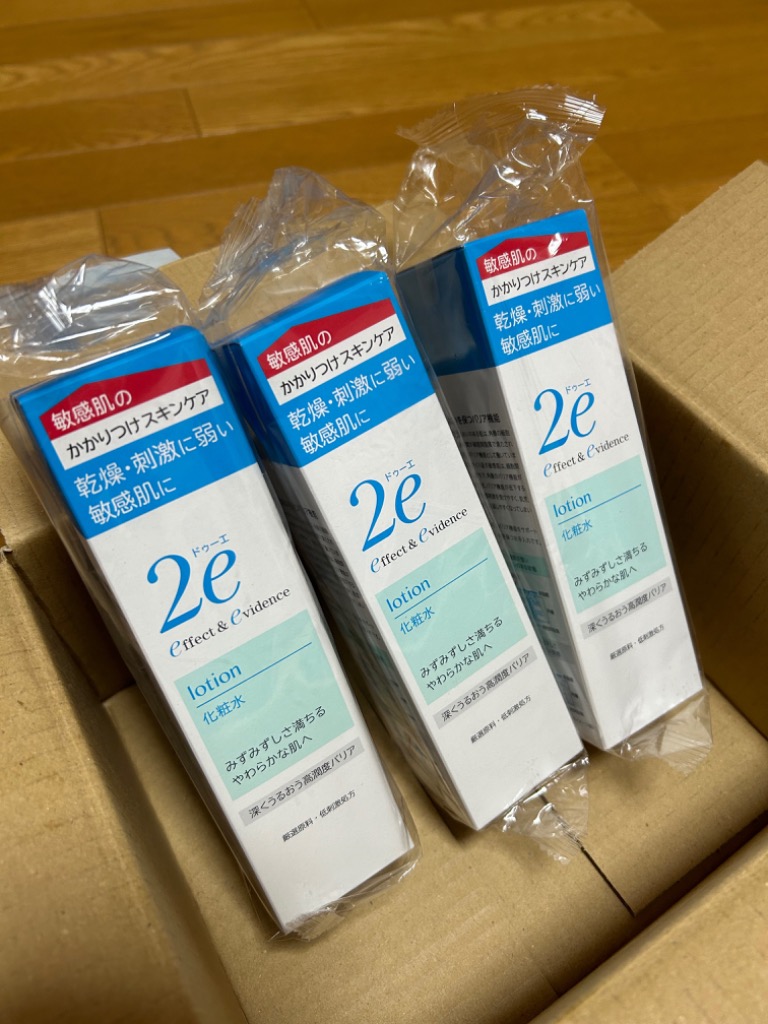 敏感肌の
かかりつけスキンケア
乾燥・刺激に弱い
敏感肌に
ドゥーエ
2e
effect & evidence
lotion
化粧水
みずみずしさ満ちる
やわらかな肌へ
深くうるおう高潤度バリア
厳選原料・低刺激処方
敏感肌の
かかりつけスキンケア
乾燥・刺激に弱い
敏感肌に
ドゥーエ
2e
effect & evidence
lotion
化粧水
みずみずしさ満ちる
やわらかな肌へ
深くうるおう高潤度バリア
厳選原料・低刺激処方
敏感肌の
かかりつけスキンケア
乾燥・刺激に弱い
敏感肌に
ドゥーエ
2e
effect & evidence
lotion
化粧水
みずみずしさ満ちる
やわらかな肌へ
深くうるおう高潤度バリア
厳選原料・低刺激処方